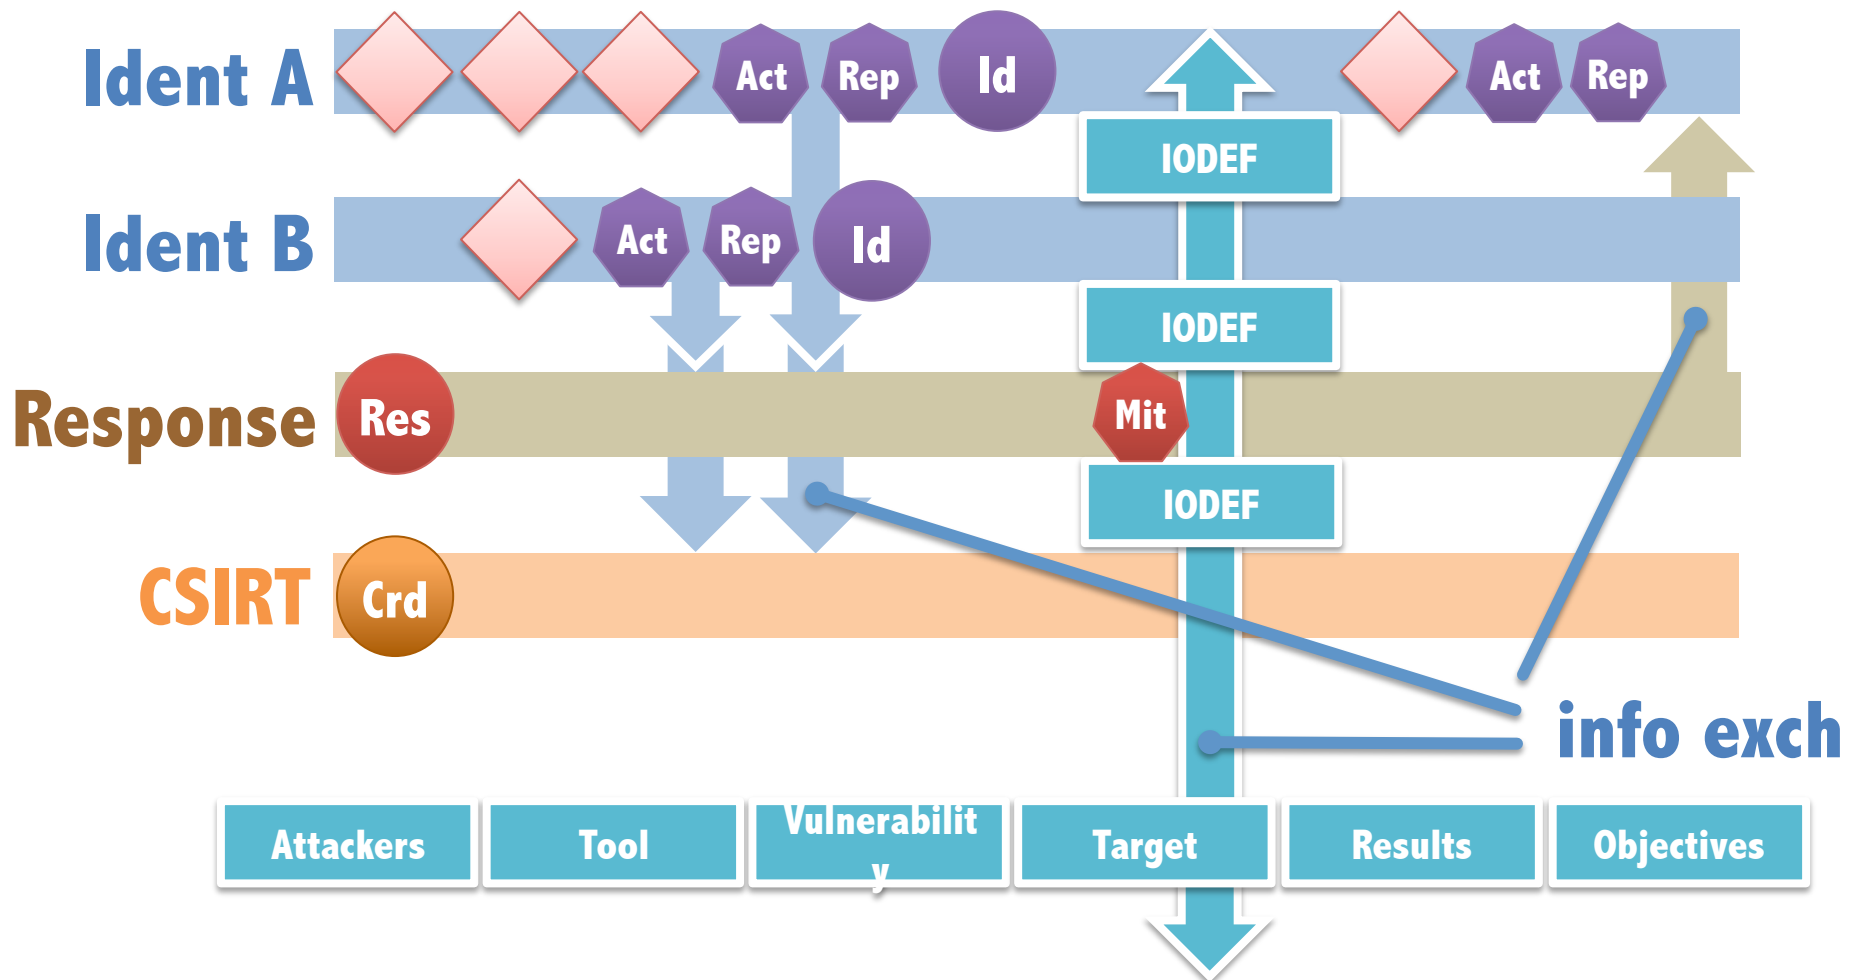 Ident A
Act
Rep
Id
Act
Rep
IODEF
Ident B
Act
Rep
Id
IODEF
Response
Res
Mit
IODEF
CSIRT
Crd
info exch
Attackers
Tool
Vulnerabilit
y
Target
Results
Objectives